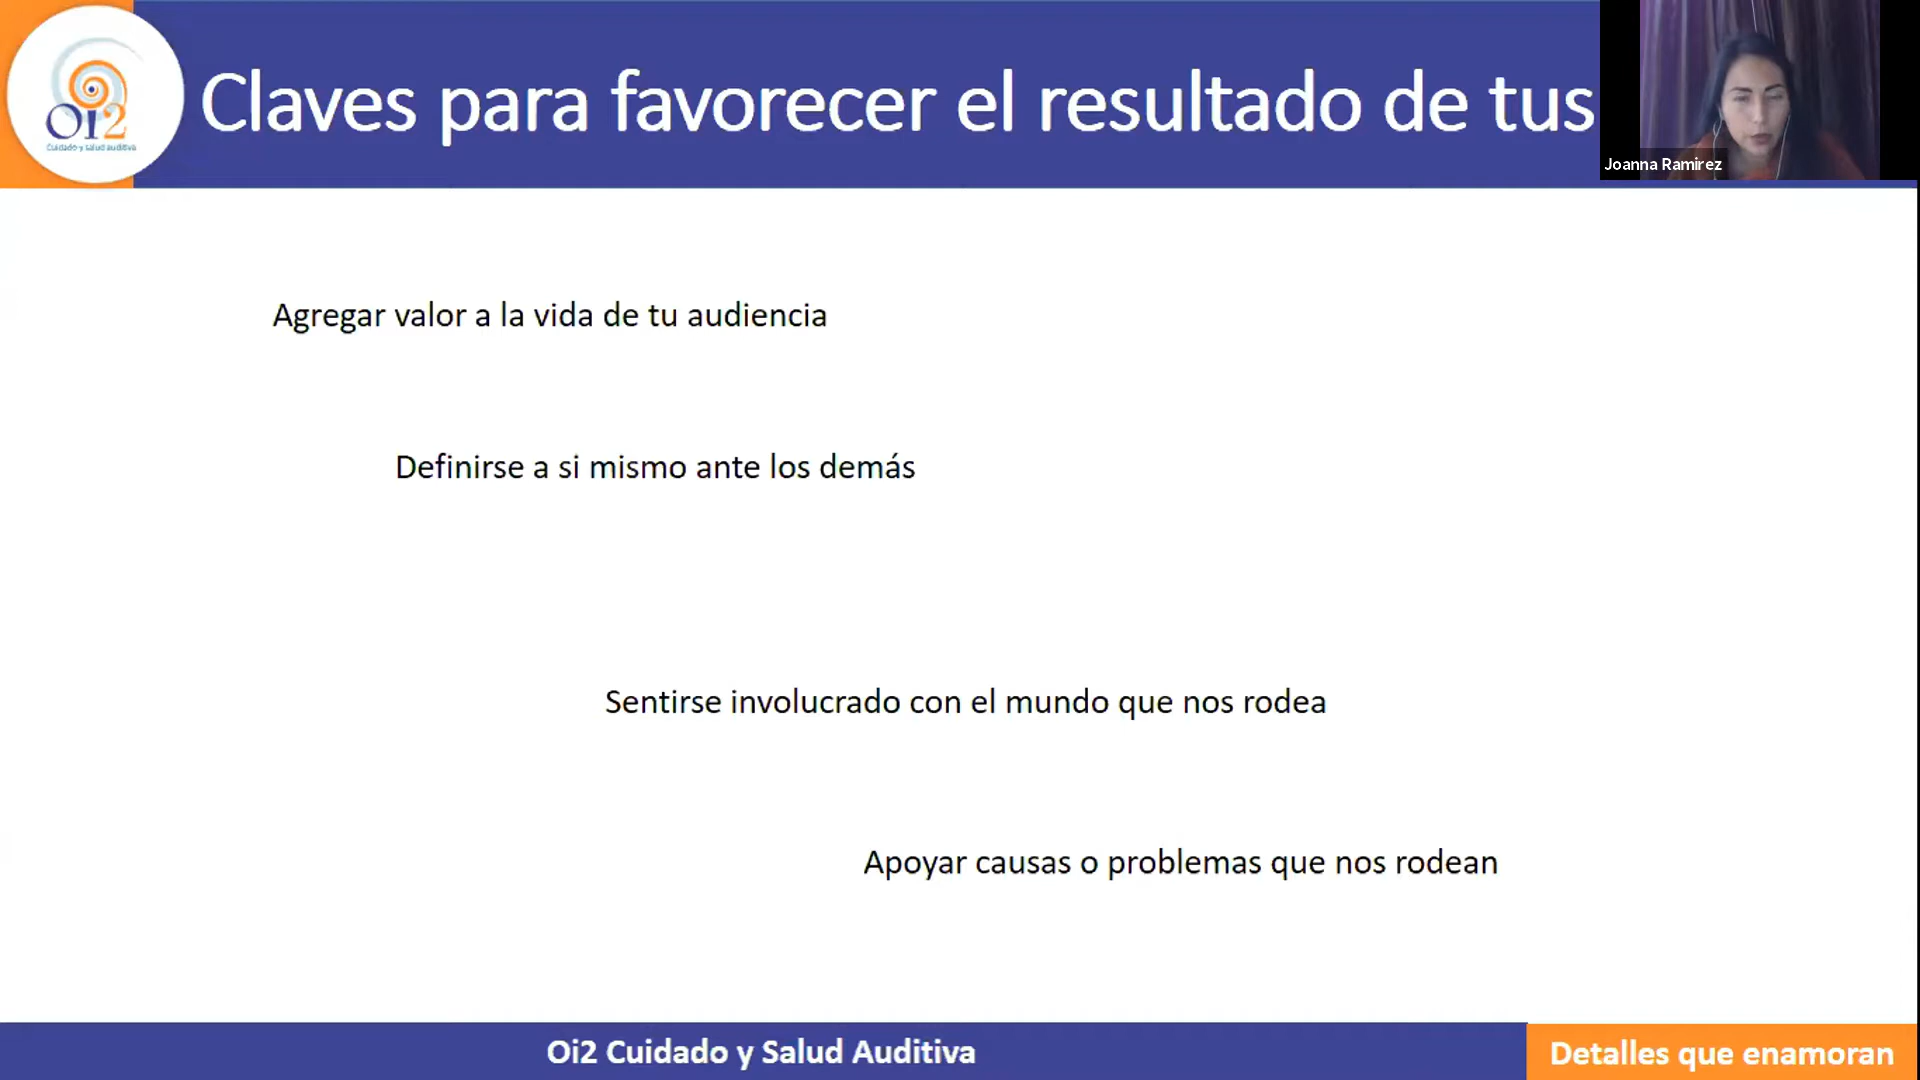 Oi2
Cuidado y salud auditiva
Claves para favorecer el resultado de tus
Joanna Ramirez
Agregar valor a la vida de tu audiencia
Definirse a si mismo ante los demás
Sentirse involucrado con el mundo que nos rodea
Apoyar causas o problemas que nos rodean
Oi2 Cuidado y Salud Auditiva
Detalles que enamoran